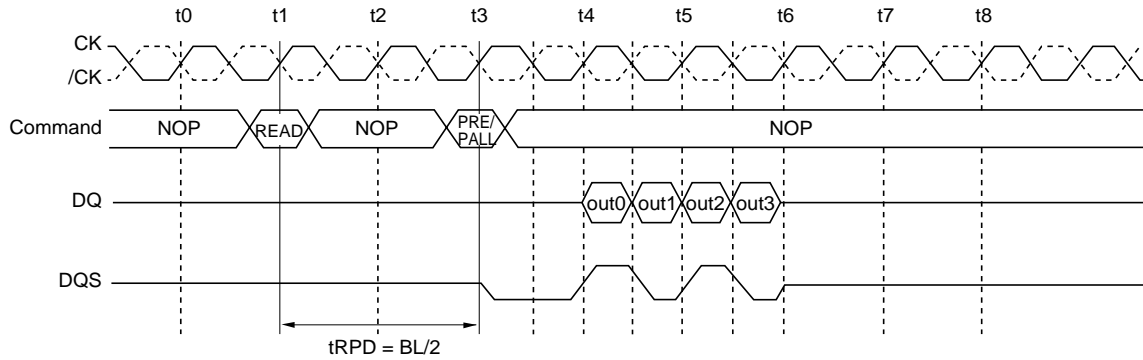 t0 t1 t2 t3 t4 t5 t6 t7 t8
CK
/CK
Command NOP READ NOP PRE/ PALL NOP
DQ out0 out1 out2 out3
DQS
tRPD = BL/2